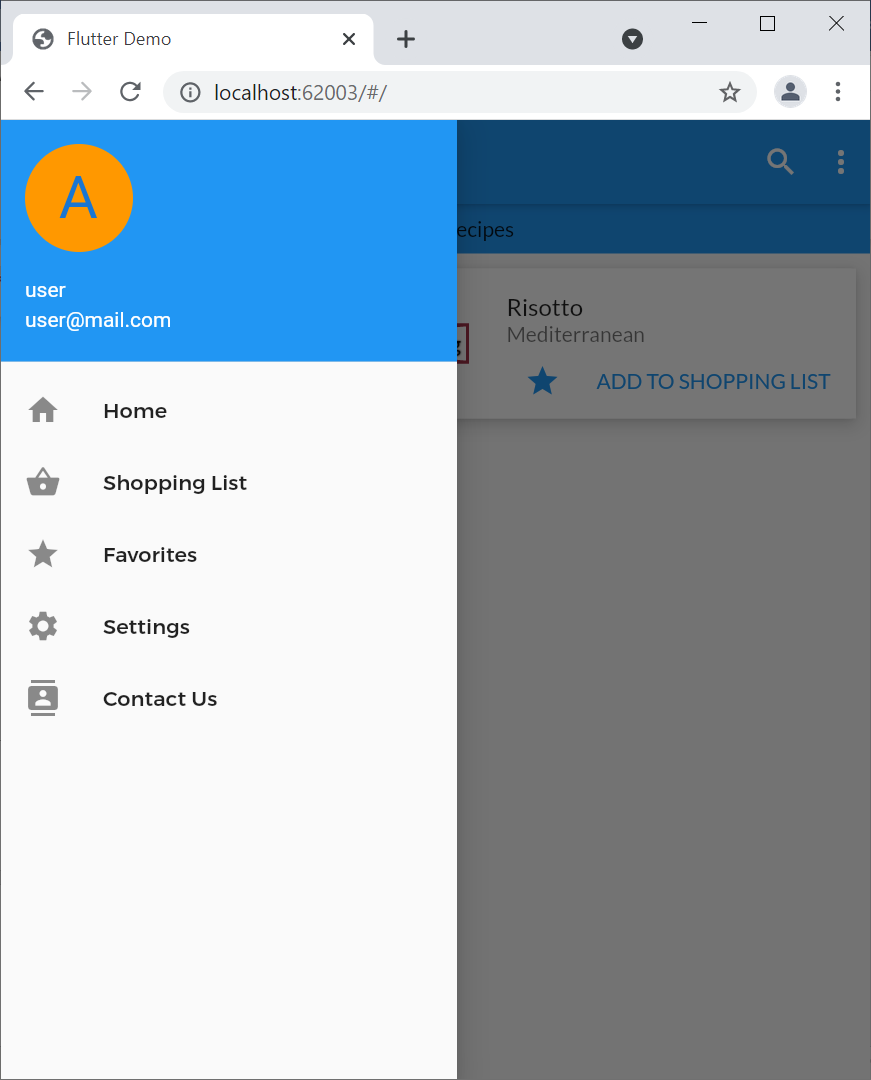 Flutter Demo
localhost:62003/#/
A
user
user@mail.com
Home
Shopping List
Favorites
Settings
Contact Us
ecipes
Risotto
Mediterranean
ADD TO SHOPPING LIST